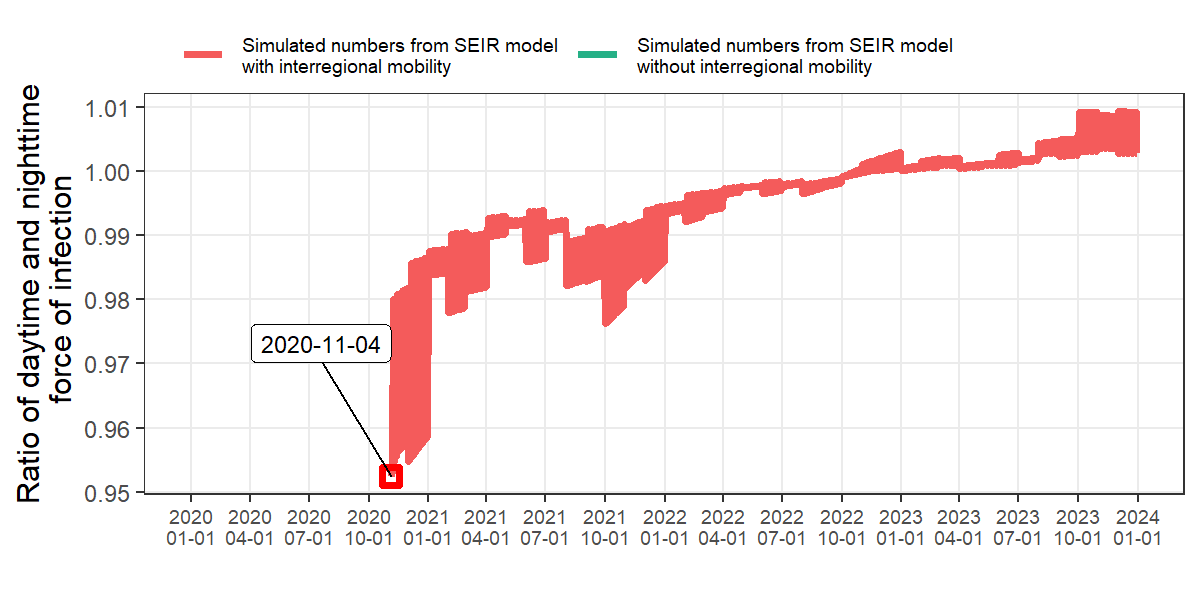 Simulated numbers from SEIR model
with interregional mobility
Simulated numbers from SEIR model
without interregional mobility
Ratio of daytime and nighttime
force of infection
1.01
1.00
0.99
0.98
0.97
0.96
0.95
2020-11-04
2020 2020 2020 2020 2021 2021 2021 2021 2022 2022 2022 2022 2023 2023 2023 2023 2024
01-01 04-01 07-01 10-01 01-01 04-01 07-01 10-01 01-01 04-01 07-01 10-01 01-01 04-01 07-01 10-01 01-01